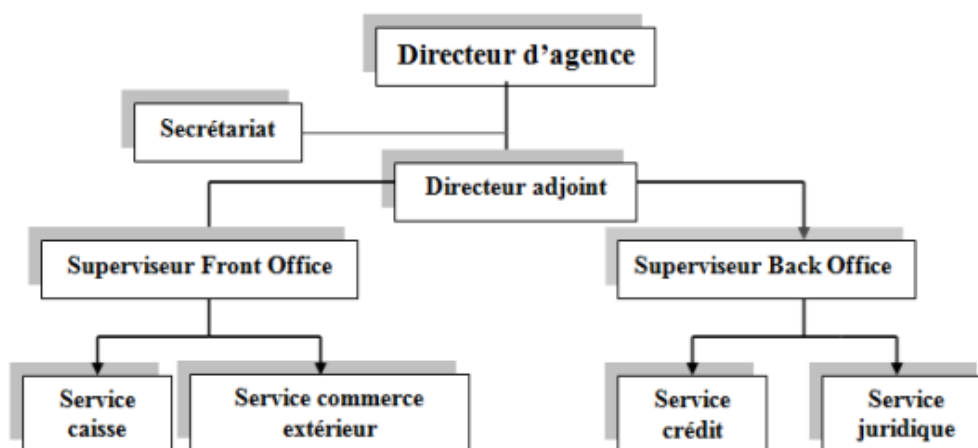 Directeur d’agence
Secrétariat
Directeur adjoint
Superviseur Front Office
Superviseur Back Office
Service
caisse
Service commerce
extérieur
Service
crédit
Service
juridique